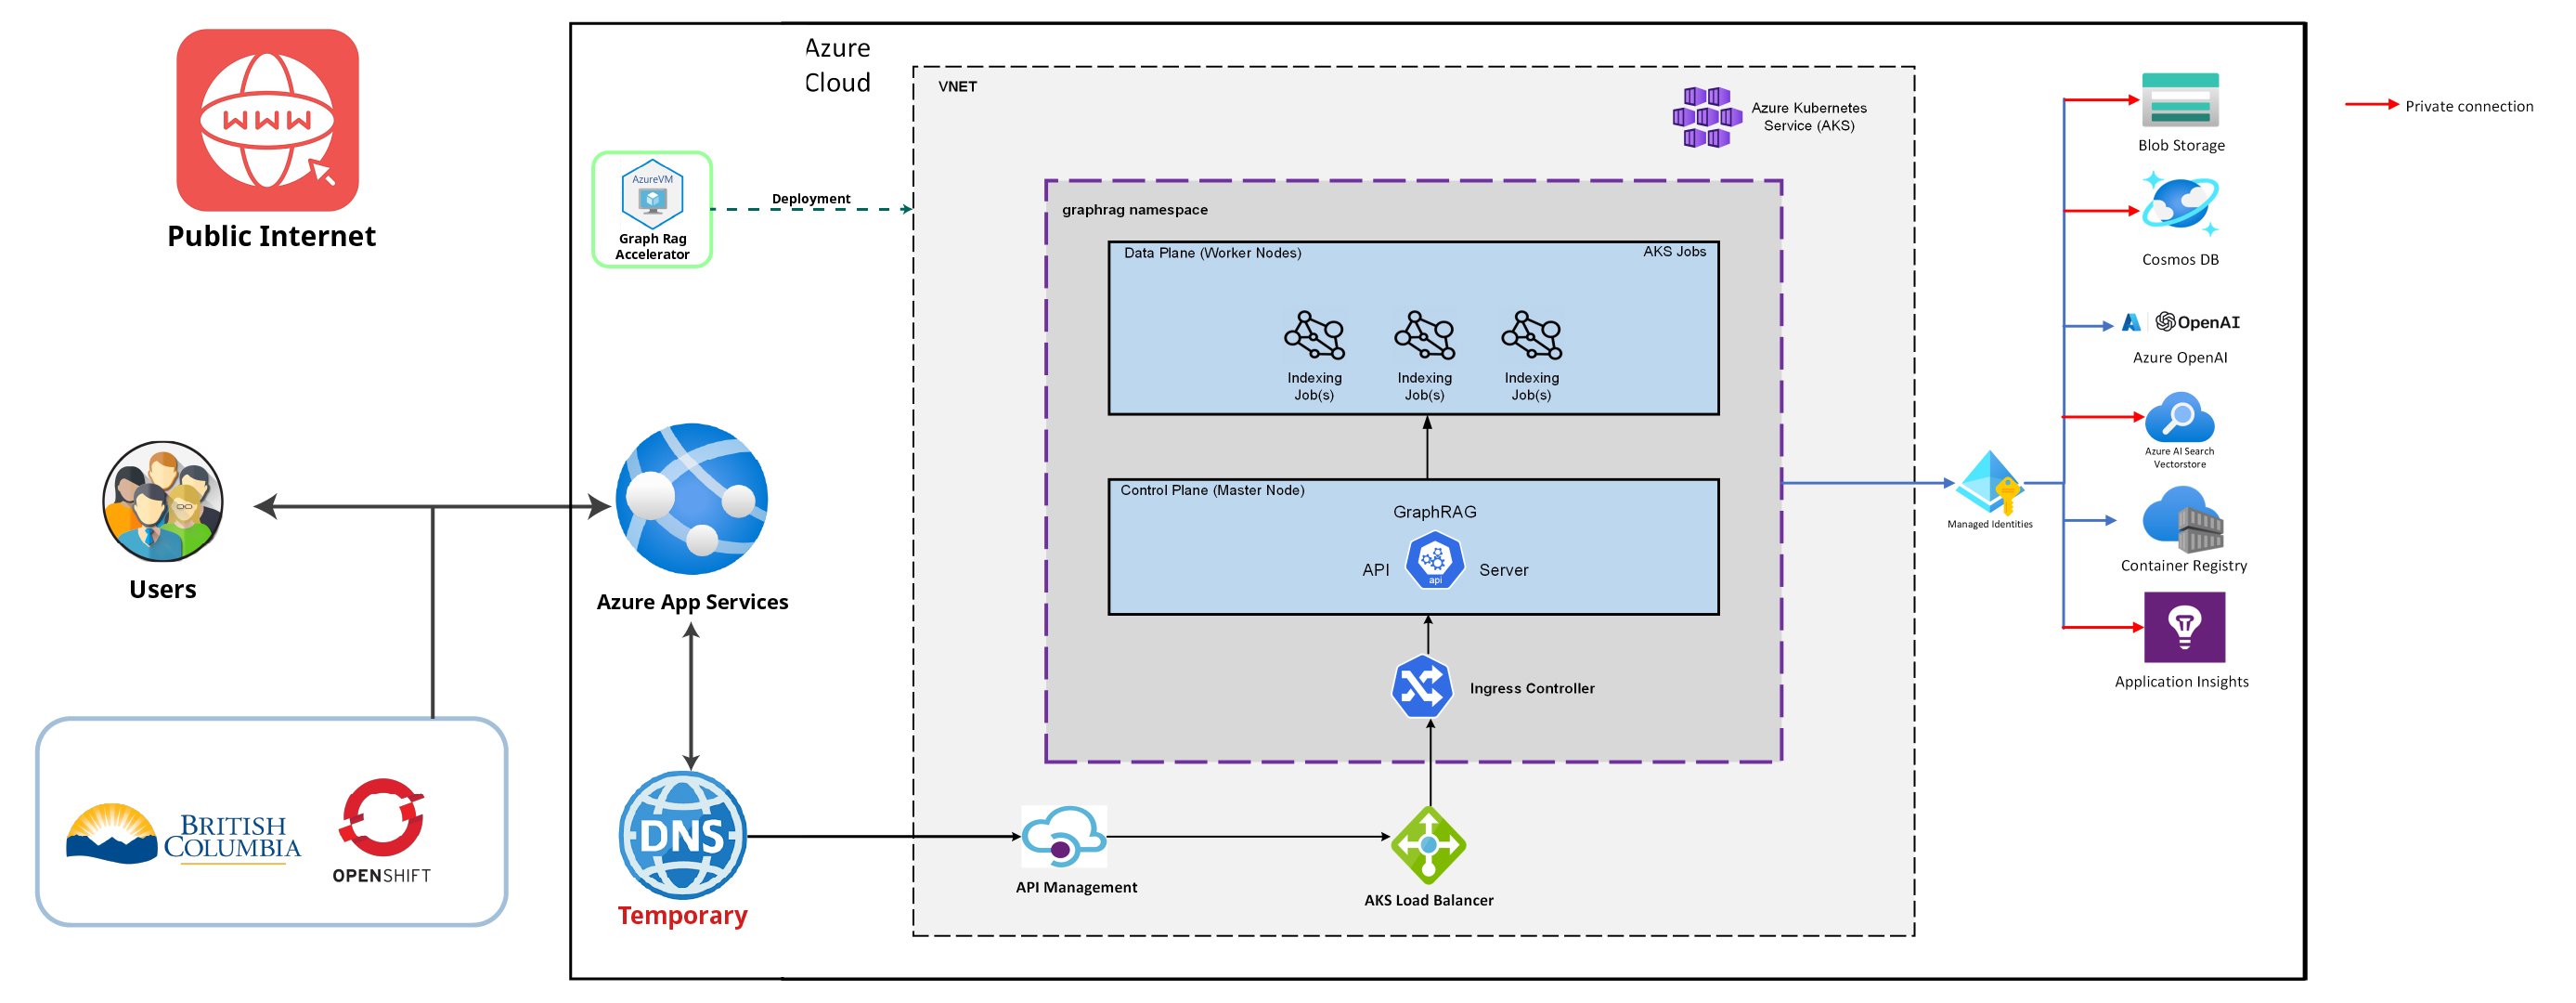 WWW
Public Internet
Users
BRITISH
COLUMBIA
OPENSHIFT
Azure
Cloud
AzureVM
Graph Rag
Accelerator
Deployment
Azure App Services
DNS
Temporary
VNET
Azure Kubernetes
Service (AKS)
graphrag namespace
Data Plane (Worker Nodes)
AKS Jobs
Indexing
Job(s)
Indexing
Job(s)
Indexing
Job(s)
Control Plane (Master Node)
GraphRAG
API
api
Server
Ingress Controller
API Management
AKS Load Balancer
Managed Identities
Blob Storage
Cosmos DB
OpenAI
Azure OpenAI
Azure AI Search
Vectorstore
Container Registry
Application Insights
Private connection